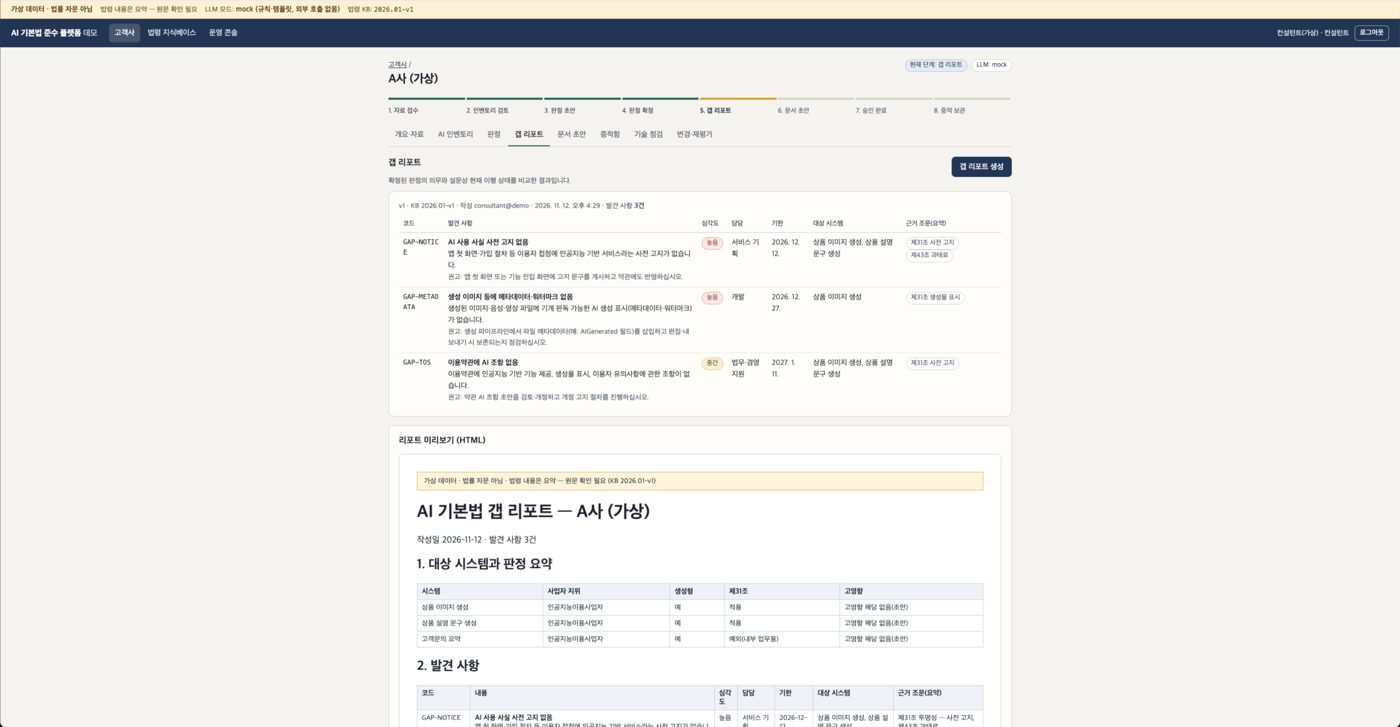 가상 데이터 · 법률 자문 아님 법령 내용은 요약 — 원문 확인 필요 LLM 모드: mock (규칙·템플릿, 외부 호출 없음) 법령 KB: 2026.01-v1
AI 기본법 준수 플랫폼 데모 고객사 법령 지식베이스 운영 콘솔 컨설턴트(가상) · 컨설턴트 로그아웃
고객사 /
A사 (가상)
현재 단계: 갭 리포트 LLM: mock
1. 자료 접수 2. 인벤토리 검토 3. 판정 초안 4. 판정 확정 5. 갭 리포트 6. 문서 초안 7. 승인 완료 8. 증적 보관
개요·자료 AI 인벤토리 판정 갭 리포트 문서 초안 증적함 기술 점검 변경·재평가
갭 리포트
갭 리포트 생성
확정된 판정의 의무와 설문상 현재 이행 상태를 비교한 결과입니다.
v1 · KB 2026.01-v1 · 작성 consultant@demo · 2026. 11. 12. 오후 4:29 · 발견 사항 3건
코드 발견 사항 심각도 담당 기한 대상 시스템 근거 조문(요약)
GAP-NOTIC
E
AI 사용 사실 사전 고지 없음
앱 첫 화면·가입 절차 등 이용자 접점에 인공지능 기반 서비스라는 사전 고지가 없습니
다.
권고: 앱 첫 화면 또는 기능 진입 화면에 고지 문구를 게시하고 약관에도 반영하십시오.
높음
서비스 기
획
2026. 12.
12.
상품 이미지 생성, 상품 설명
문구 생성
제31조 사전 고지
제43조 과태료
GAP-METAD
ATA
생성 이미지 등에 메타데이터·워터마크 없음
생성된 이미지·음성·영상 파일에 기계 판독 가능한 AI 생성 표시(메타데이터·워터마크)
가 없습니다.
권고: 생성 파이프라인에서 파일 메타데이터(예: AIGenerated 필드)를 삽입하고 편집·내
보내기 시 보존되는지 점검하십시오.
높음
개발
2026. 12.
27.
상품 이미지 생성
제31조 생성물 표시
GAP-TOS
이용약관에 AI 조항 없음
이용약관에 인공지능 기반 기능 제공, 생성물 표시, 이용자 유의사항에 관한 조항이 없
습니다.
권고: 약관 AI 조항 초안을 검토·개정하고 개정 고지 절차를 진행하십시오.
중간
법무·경영
지원
2027. 1.
11.
상품 이미지 생성, 상품 설명
문구 생성
제31조 사전 고지
리포트 미리보기 (HTML)
가상 데이터 · 법률 자문 아님 · 법령 내용은 요약 — 원문 확인 필요 (KB 2026.01-v1)
AI 기본법 갭 리포트 — A사 (가상)
작성일 2026-11-12 · 발견 사항 3건
1. 대상 시스템과 판정 요약
시스템 사업자 지위 생성형 제31조 고영향
상품 이미지 생성 인공지능이용사업자 예 적용 고영향 해당 없음(초안)
상품 설명 문구 생성 인공지능이용사업자 예 적용 고영향 해당 없음(초안)
고객문의 요약 인공지능이용사업자 예 예외(내부 업무용) 고영향 해당 없음(초안)
2. 발견 사항
코드 내용 심각
도 담당 기한 대상 시스템 근거 조문(요약)
GAP-NOTICE AI 사용 사실 사전 고지 없음 높음 서비스 기 2026-12- 상품 이미지 생성, 상품 설 제31조 투명성 — 사전 고지,